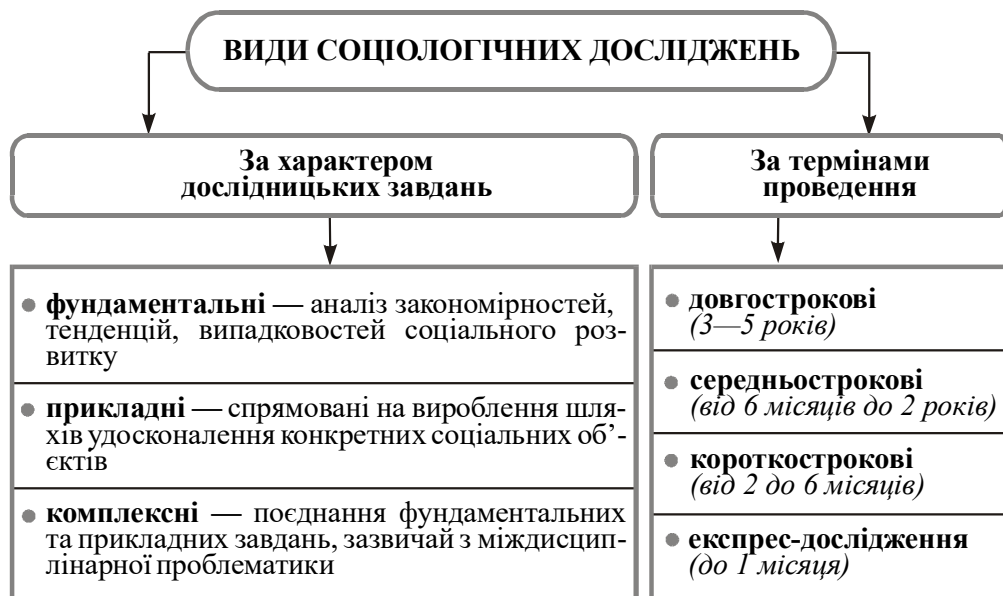 ВИДИ СОЦІОЛОГІЧНИХ ДОСЛІДЖЕНЬ
За характером
дослідницьких завдань
● фундаментальні — аналіз закономірностей,
тенденцій, випадковостей соціального роз-
витку
● прикладні — спрямовані на вироблення шля-
хів удосконалення конкретних соціальних об’-
єктів
● комплексні — поєднання фундаментальних
та прикладних завдань, зазвичай з міждисцип-
лінарної проблематики
За термінами
проведення
● довгострокові
(3—5 років)
● середньострокові
(від 6 місяців до 2 років)
● короткострокові
(від 2 до 6 місяців)
● експрес-дослідження
(до 1 місяця)